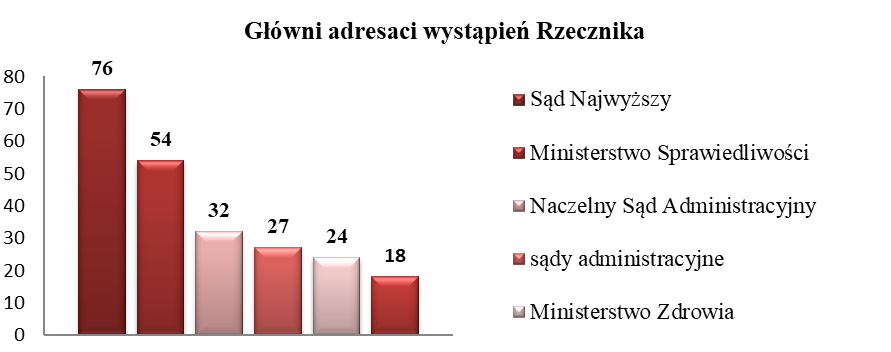 Główni adresaci wystąpień Rzecznika
80
70
60
50
40
30
20
10
0
76
54
32
27
24
18
Sąd Najwyższy
Ministerstwo Sprawiedliwości
Naczelny Sąd Administracyjny
sądy administracyjne
Ministerstwo Zdrowia